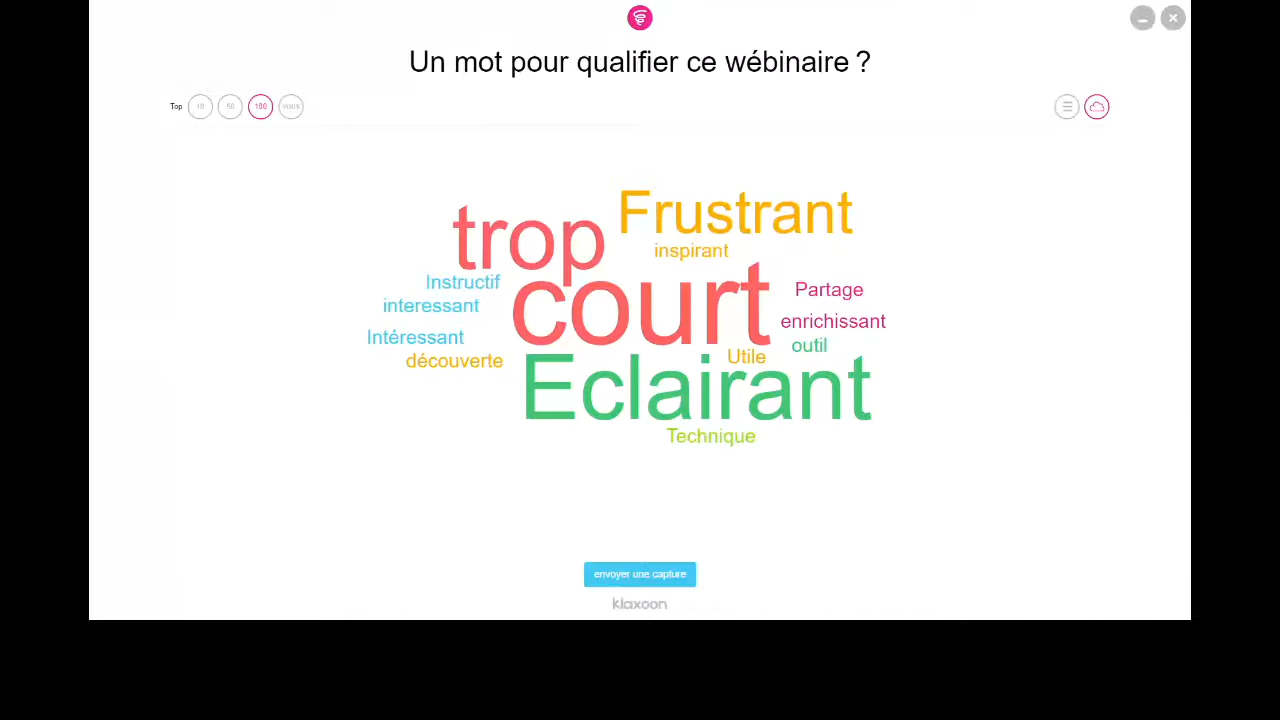 Un mot pour qualifier ce wébinaire ?
Top 10 50 100 tous
Frustrant
trop
inspirant
Instructif
court
Partage
interessant
enrichissant
Intéressant
outil
découverte
Utile
Eclairant
Technique
envoyer une capture
klaxoon